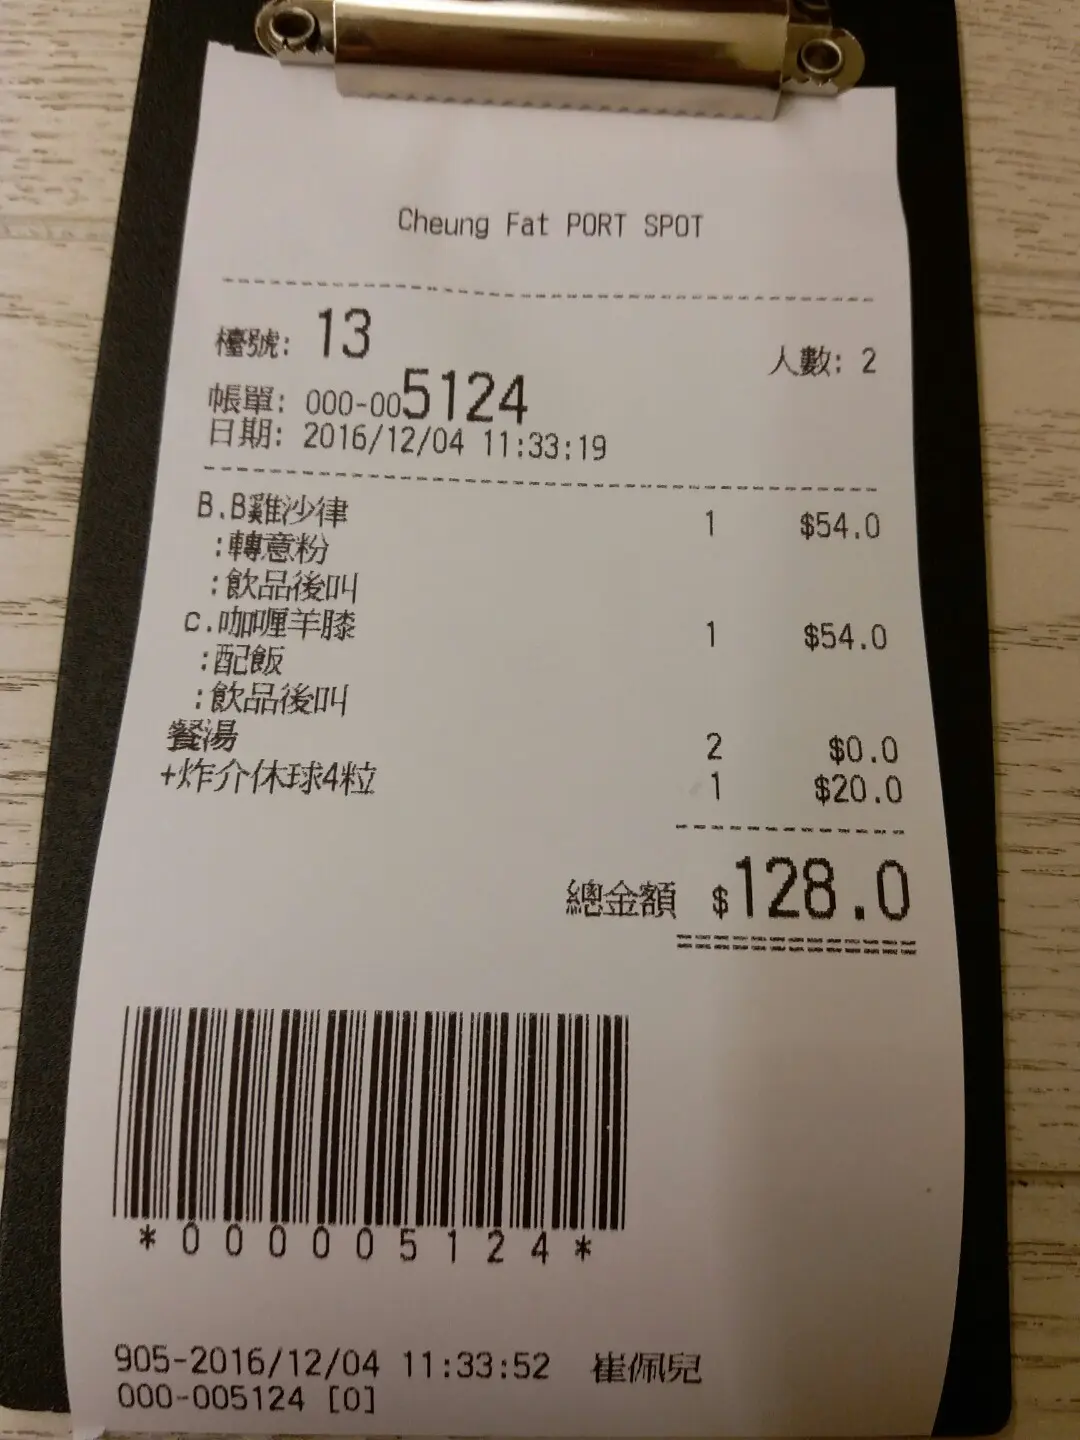 Cheung Fat PORT SPOT
檯號: 13 人數: 2
帳單: 000-005124
日期: 2016/12/04 11:33:19
B.B雞沙律 1 $54.0
:轉意粉
:飲品後叫
c.咖喱羊膝 1 $54.0
:配飯
:飲品後叫
餐湯 2 $0.0
+炸介休球4粒 1 $20.0
總金額 $128.0
*000005124*
905-2016/12/04 11:33:52 崔佩兒
000-005124 [0]